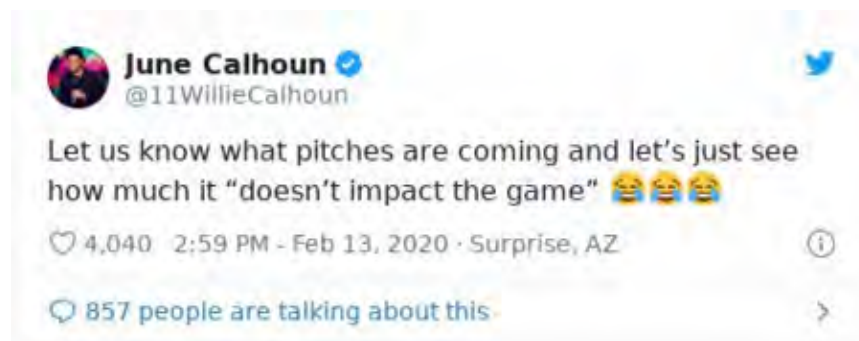 June Calhoun
@11WillieCalhoun
Let us know what pitches are coming and let’s just see
how much it “doesn’t impact the game” 😂😂😂
4,040 2:59 PM - Feb 13, 2020 · Surprise, AZ
857 people are talking about this